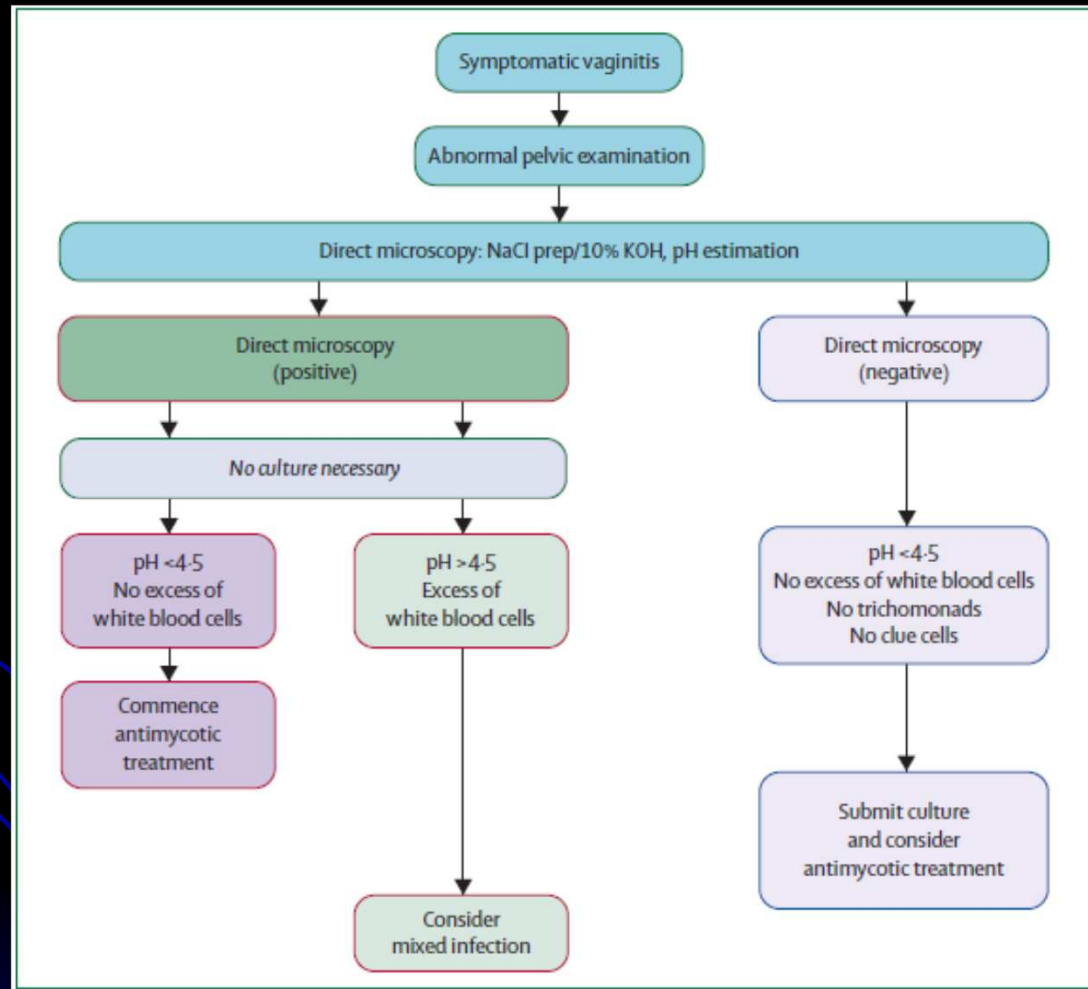 Symptomatic vaginitis
Abnormal pelvic examination
Direct microscopy: NaCl prep/10% KOH, pH estimation
Direct microscopy
(positive)
Direct microscopy
(negative)
No culture necessary
pH <4·5
No excess of
white blood cells
pH >4·5
Excess of
white blood cells
pH <4·5
No excess of white blood cells
No trichomonads
No clue cells
Commence
antimycotic
treatment
Submit culture
and consider
antimycotic treatment
Consider
mixed infection